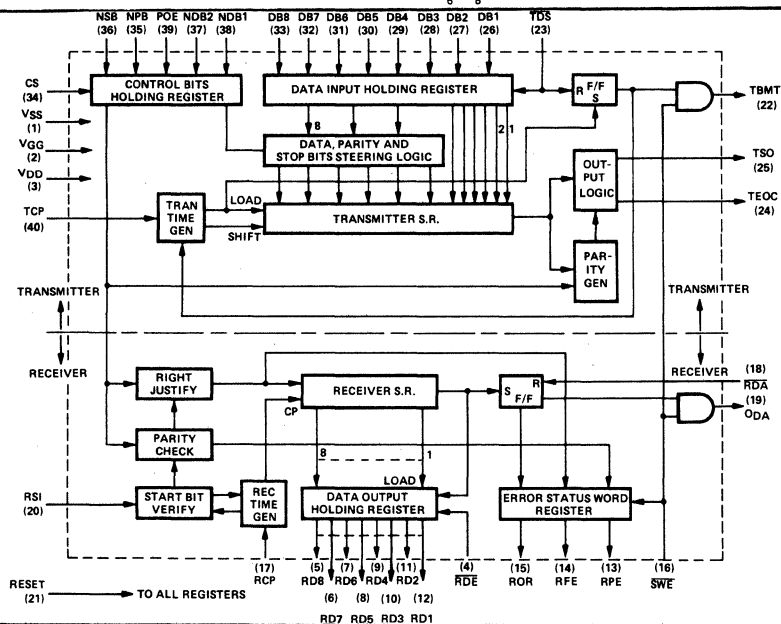 NSB NPB POE NDB2 NDB1 DB8 DB7 DB6 DB5 DB4 DB3 DB2 DB1 TDS
(36) (35) (39) (37) (38) (33) (32) (31) (30) (29) (28) (27) (26) (23)
CS
(34)
CONTROL BITS
HOLDING REGISTER
DATA INPUT HOLDING REGISTER
R F/F
S
TBMT
(22)
VSS
(1)
VGG
(2)
VDD
(3)
8
2 1
DATA, PARITY AND
STOP BITS STEERING LOGIC
OUT-
PUT
LOGIC
TSO
(25)
TEOC
(24)
TCP
(40)
TRAN
TIME
GEN
LOAD
SHIFT
TRANSMITTER S.R.
PAR-
ITY
GEN
TRANSMITTER
TRANSMITTER
RECEIVER
RECEIVER
RIGHT
JUSTIFY
RECEIVER S.R.
CP
S R
F/F
(18)
RDA
(19)
ODA
PARITY
CHECK
8
1
LOAD
RSI
(20)
START BIT
VERIFY
REC
TIME
GEN
DATA OUTPUT
HOLDING REGISTER
ERROR STATUS WORD
REGISTER
(17)
RCP
(5) (7) (9) (11)
RD8 RD6 RD4 RD2
(4)
RDE
(15)
ROR
(14)
RFE
(13)
RPE
(16)
SWE
RESET
(21)
TO ALL REGISTERS
(6) (8) (10) (12)
RD7 RD5 RD3 RD1